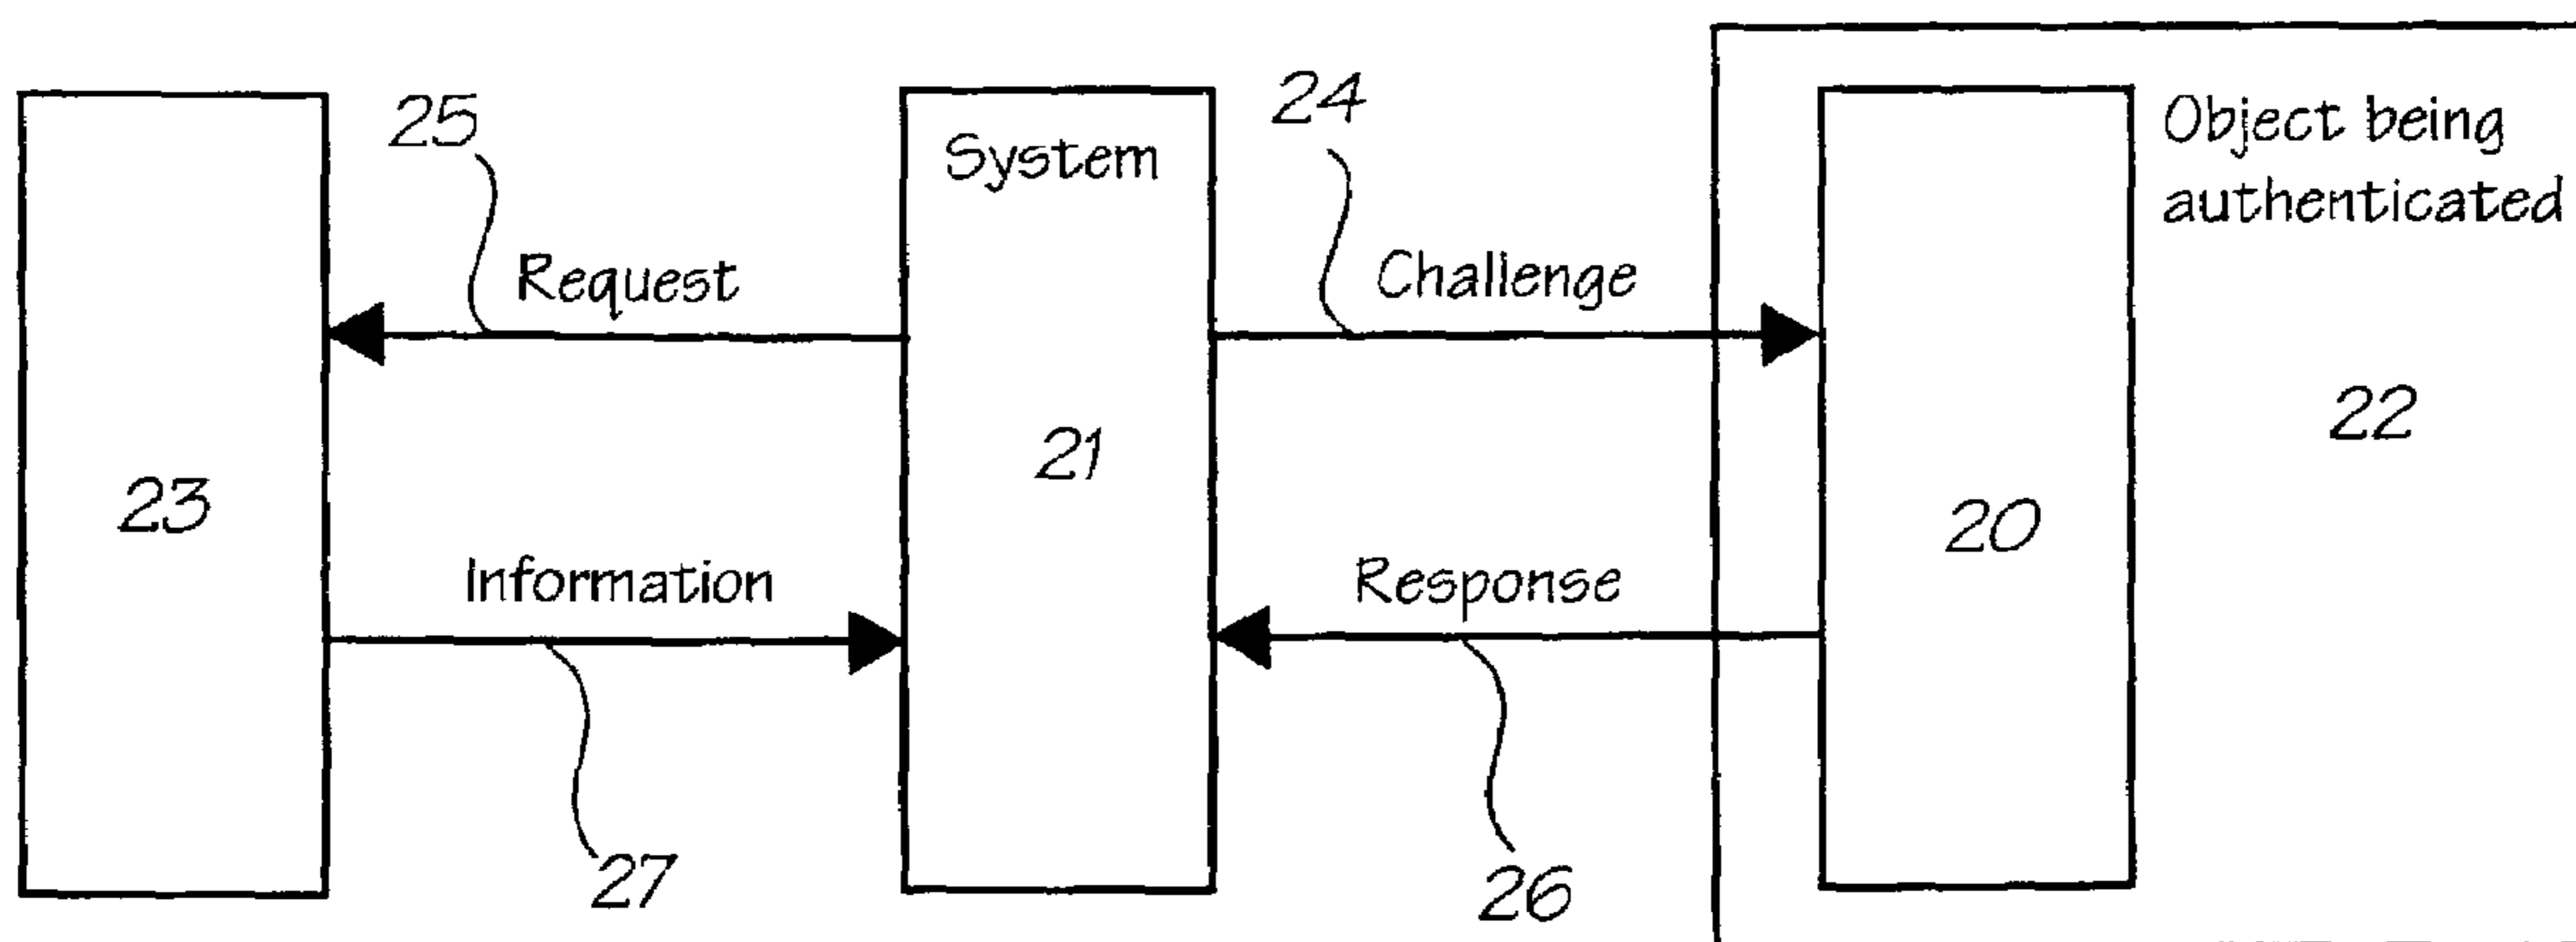 25
Request
23
Information
27
System
21
24
Challenge
Response
26
20
Object being
authenticated
22